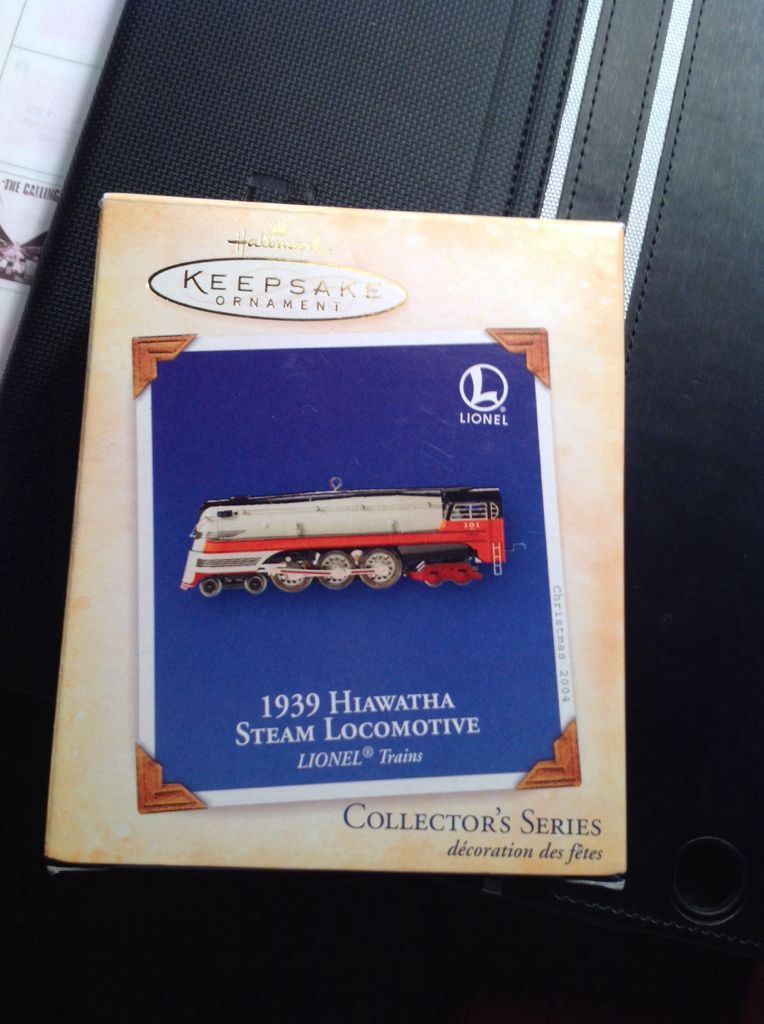 THE CALLING
Hallmark
KEEPSAKE
ORNAMENT
L
LIONEL®
101
Christmas 2004
1939 HIAWATHA
STEAM LOCOMOTIVE
LIONEL® Trains
COLLECTOR'S SERIES
décoration des fêtes